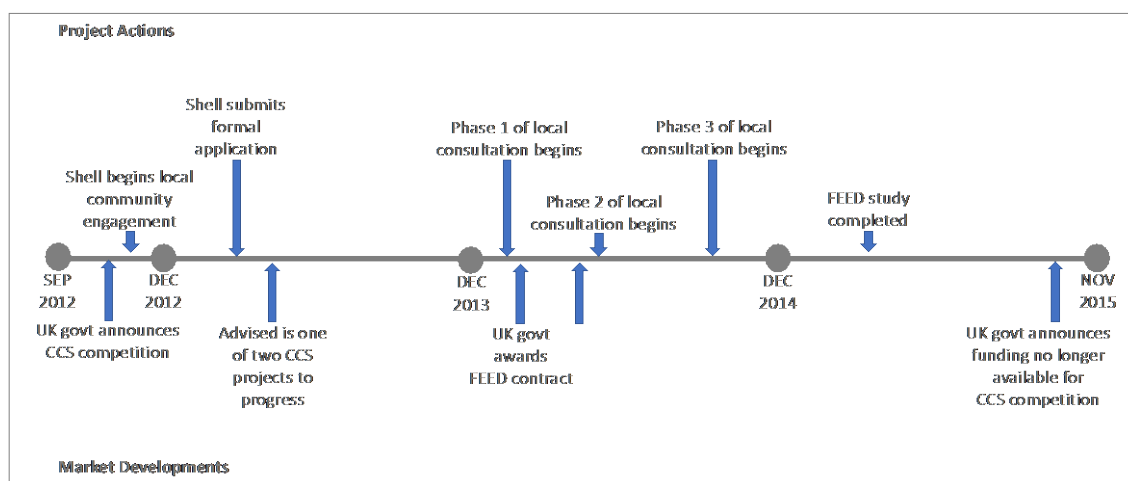 Project Actions
Shell submits
formal
application
Phase 1 of local
consultation begins
Phase 3 of local
consultation begins
Shell begins local
community
engagement
Phase 2 of local
consultation begins
FEED study
completed
SEP
2012
DEC
2012
DEC
2013
DEC
2014
NOV
2015
UK govt announces
CCS competition
Advised is one
of two CCS
projects to
progress
UK govt
awards
FEED contract
UK govt announces
funding no longer
available for
CCS competition
Market Developments